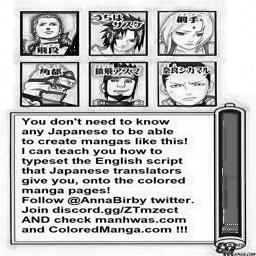 飛段
うちは
サスケ
綱手
角都
猿飛アスマ
奈良シカマル
You don't need to know
any Japanese to be able
to create mangas like this!
I can teach you how to
typeset the English script
that Japanese translators
give you, onto the colored
manga pages!
Follow @AnnaBirby twitter.
Join discord.gg/ZTmzect
AND check manhwas.com
and ColoredManga.com !!!